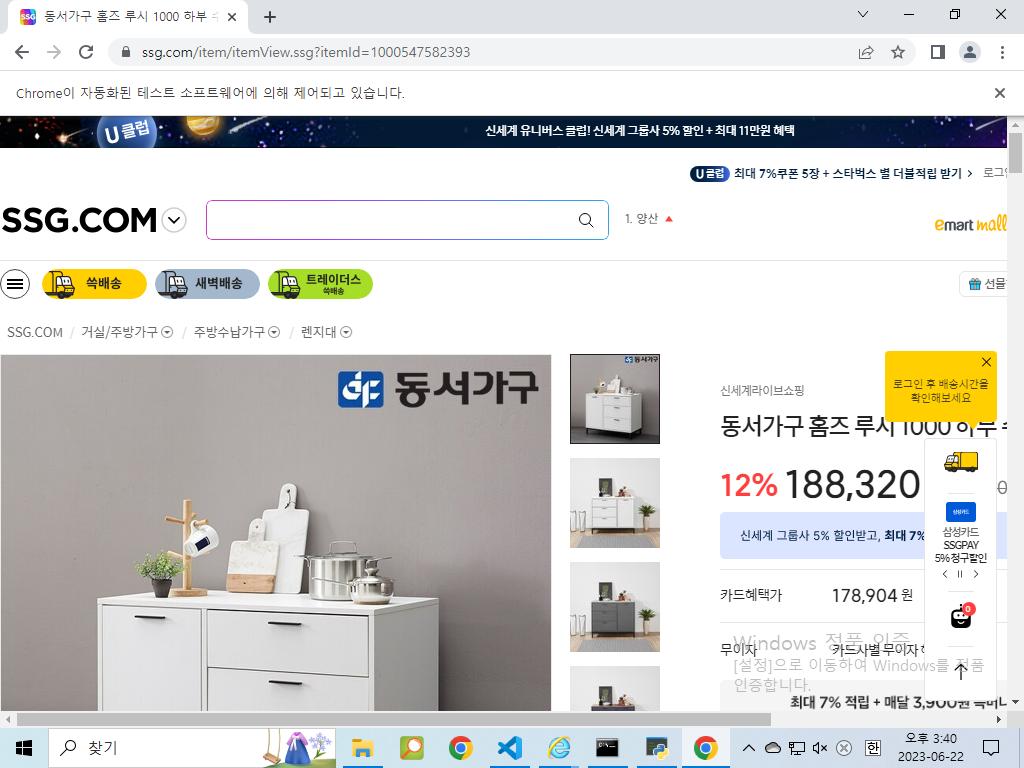 동서가구 홈즈 루시 1000 하부
ssg.com/item/itemView.ssg?itemId=1000547582393
Chrome이 자동화된 테스트 소프트웨어에 의해 제어되고 있습니다.
U클럽
신세계 유니버스 클럽! 신세계 그룹사 5% 할인 + 최대 11만원 혜택
U클럽 최대 7%쿠폰 5장 + 스타벅스 별 더블적립 받기
SSG.COM
1. 양산
emart mall
쓱배송
새벽배송
트레이더스
쓱배송
선물
SSG.COM / 거실/주방가구 / 주방수납가구 / 렌지대
동서가구
동서가구
로그인 후 배송시간을
확인해보세요
신세계라이브쇼핑
동서가구 홈즈 루시 1000 하부
12% 188,320
삼성카드
삼성카드
SSGPAY
5% 청구할인
신세계 그룹사 5% 할인받고, 최대 7%
카드혜택가 178,904 원
0
무이자 카드사별 무이자
Windows 정품 인증
[설정]으로 이동하여 Windows를 정품
인증합니다.
최대 7% 적립 + 매달 3,900원
찾기
한
오후 3:40
2023-06-22